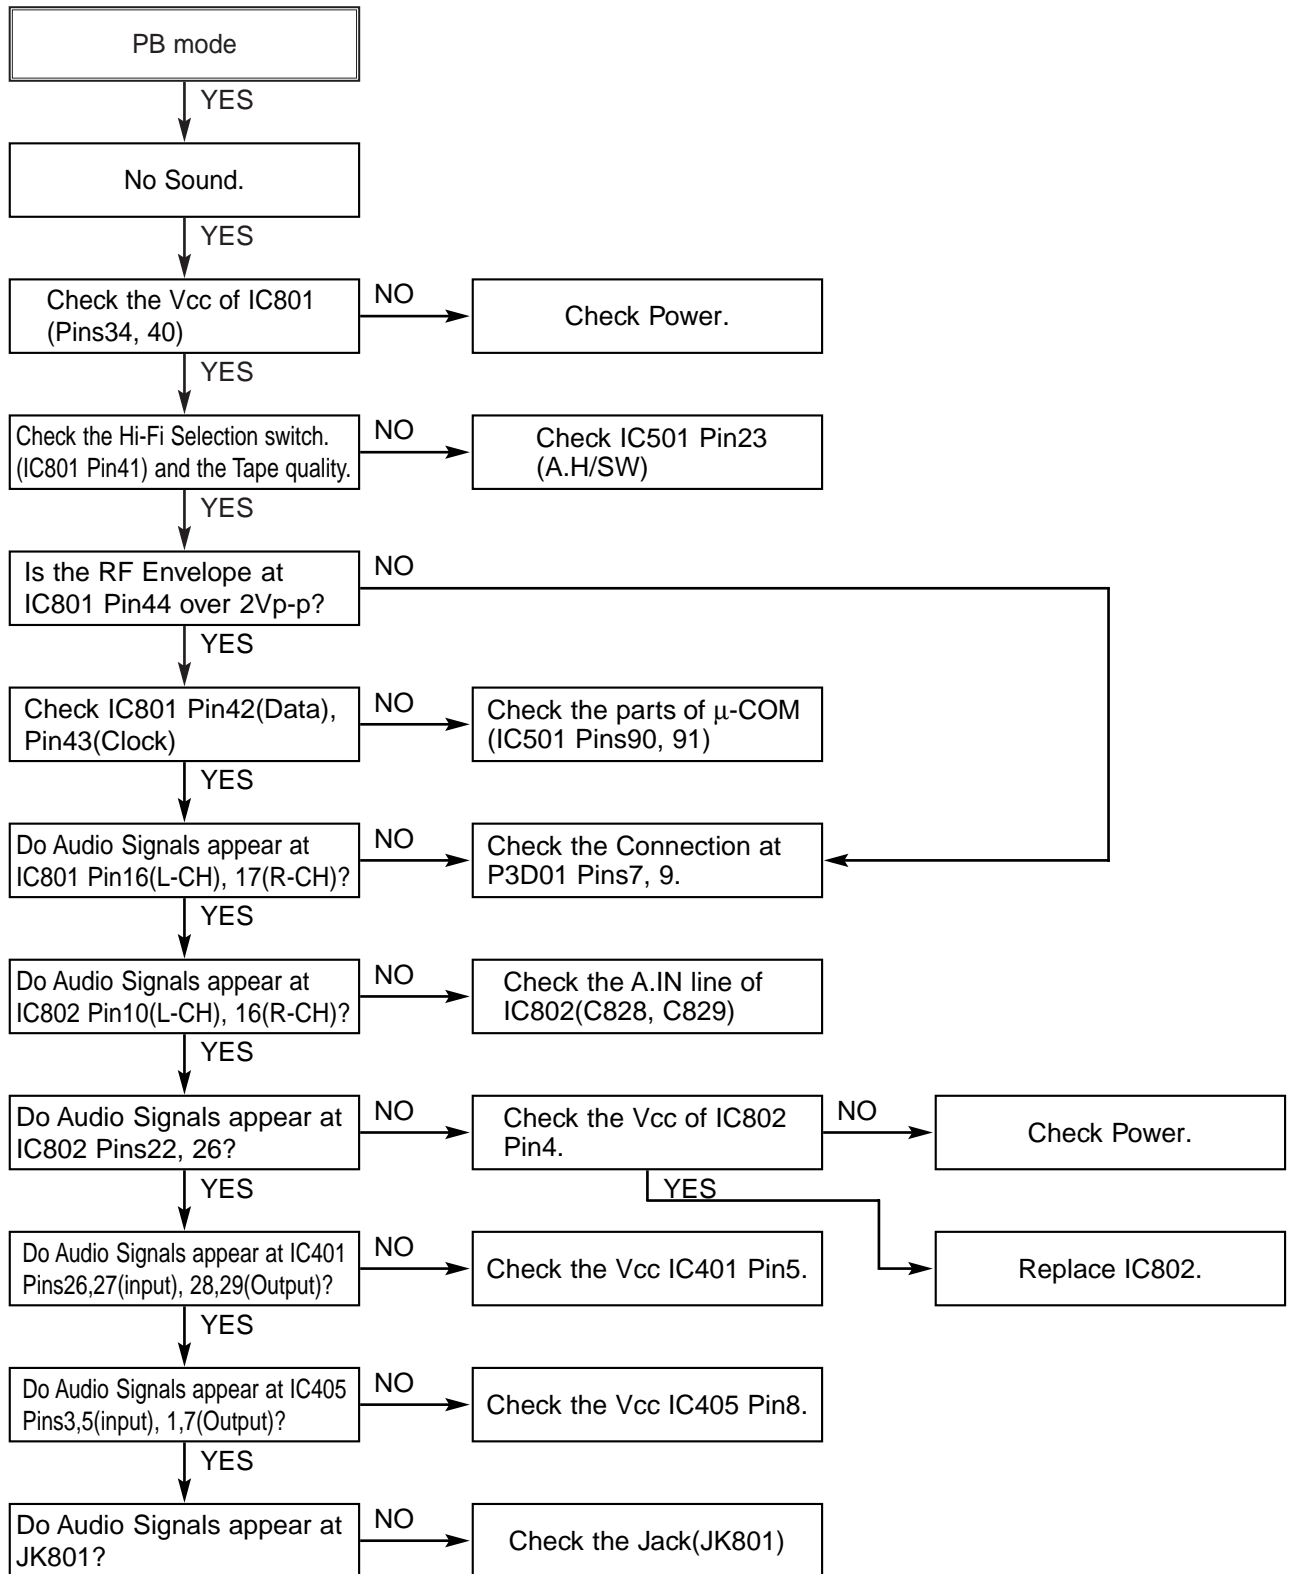 PB mode
YES
No Sound.
YES
Check the Vcc of IC801
(Pins34, 40)
NO
Check Power.
YES
Check the Hi-Fi Selection switch.
(IC801 Pin41) and the Tape quality.
NO
Check IC501 Pin23
(A.H/SW)
YES
Is the RF Envelope at
IC801 Pin44 over 2Vp-p?
NO
YES
Check IC801 Pin42(Data),
Pin43(Clock)
NO
Check the parts of µ-COM
(IC501 Pins90, 91)
YES
Do Audio Signals appear at
IC801 Pin16(L-CH), 17(R-CH)?
NO
Check the Connection at
P3D01 Pins7, 9.
YES
Do Audio Signals appear at
IC802 Pin10(L-CH), 16(R-CH)?
NO
Check the A.IN line of
IC802(C828, C829)
YES
Do Audio Signals appear at
IC802 Pins22, 26?
NO
Check the Vcc of IC802
Pin4.
NO
Check Power.
YES
YES
Do Audio Signals appear at IC401
Pins26,27(input), 28,29(Output)?
NO
Check the Vcc IC401 Pin5.
Replace IC802.
YES
Do Audio Signals appear at IC405
Pins3,5(input), 1,7(Output)?
NO
Check the Vcc IC405 Pin8.
YES
Do Audio Signals appear at
JK801?
NO
Check the Jack(JK801)